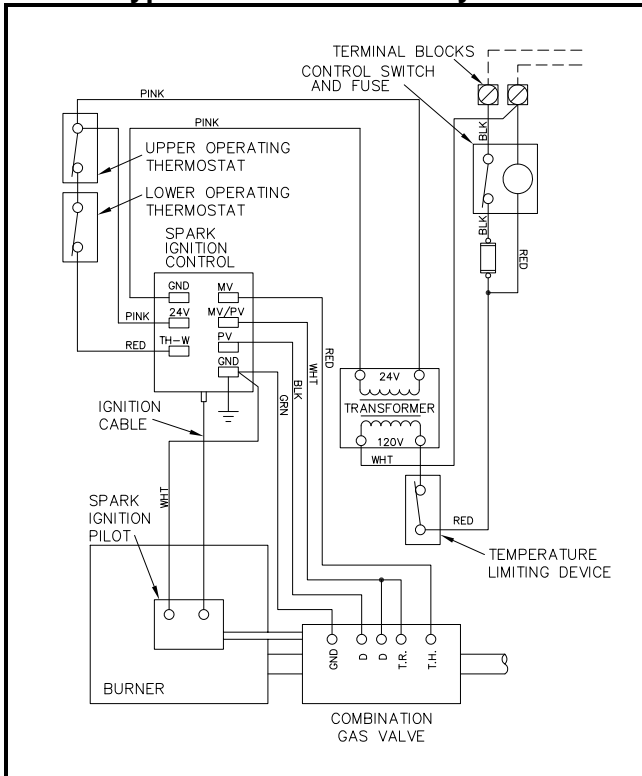 TERMINAL BLOCKS
CONTROL SWITCH
AND FUSE
PINK
PINK
BLK
UPPER OPERATING
THERMOSTAT
LOWER OPERATING
THERMOSTAT
BLK
RED
SPARK
IGNITION
CONTROL
GND
MV
24V
MV/PV
PINK
PV
TH-W
RED
GND
RED
WHT
BLK
GRN
24V
TRANSFORMER
120V
WHT
IGNITION
CABLE
WHT
RED
SPARK
IGNITION
PILOT
TEMPERATURE
LIMITING DEVICE
GND
D
D
T.R.
T.H.
BURNER
COMBINATION
GAS VALVE